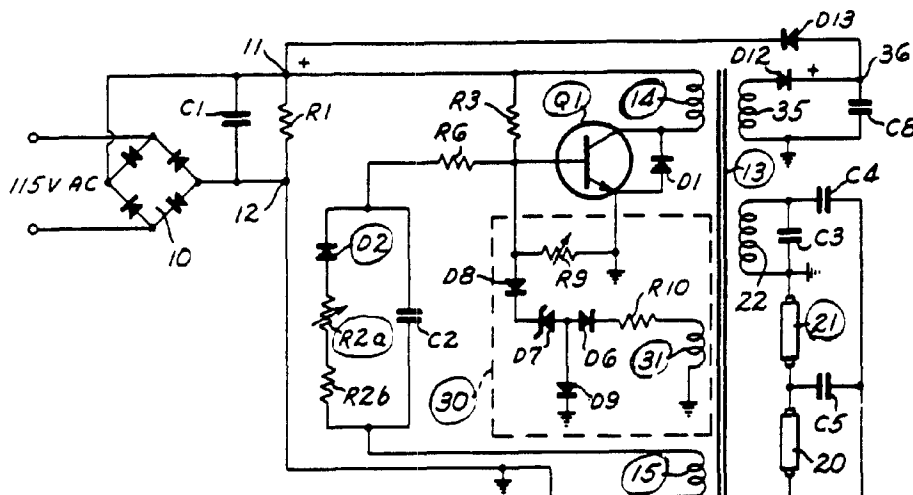 D13
11
+
D12
+
36
C1
R1
R3
Q1
14
35
C8
R6
115V AC
D1
13
C4
12
10
D2
R9
C3
D8
R10
22
R2a
C2
D7
D6
31
21
R2b
30
D9
C5
15
20